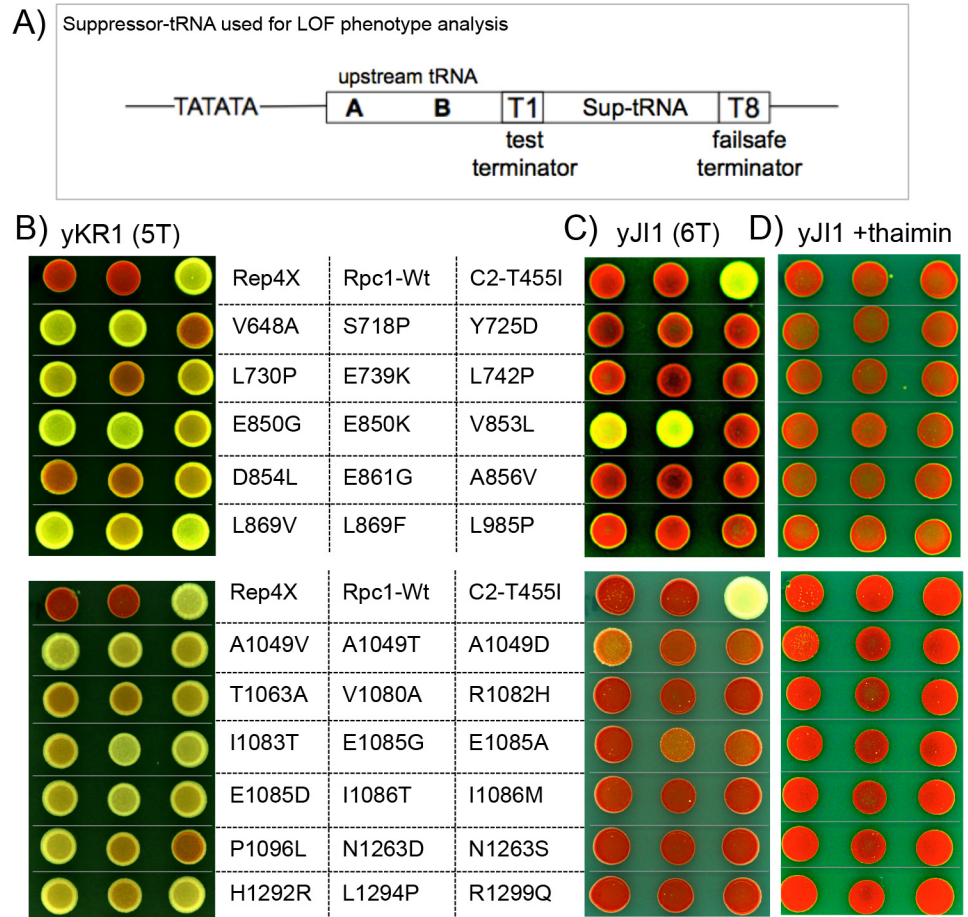 A) Suppressor-tRNA used for LOF phenotype analysis
upstream tRNA
TATATA A B T1 Sup-tRNA T8
test terminator
failsafe terminator
B) yKR1 (5T)
C) yJI1 (6T)
D) yJI1 +thaimin
Rep4X Rpc1-Wt C2-T455I
V648A S718P Y725D
L730P E739K L742P
E850G E850K V853L
D854L E861G A856V
L869V L869F L985P
Rep4X Rpc1-Wt C2-T455I
A1049V A1049T A1049D
T1063A V1080A R1082H
I1083T E1085G E1085A
E1085D I1086T I1086M
P1096L N1263D N1263S
H1292R L1294P R1299Q